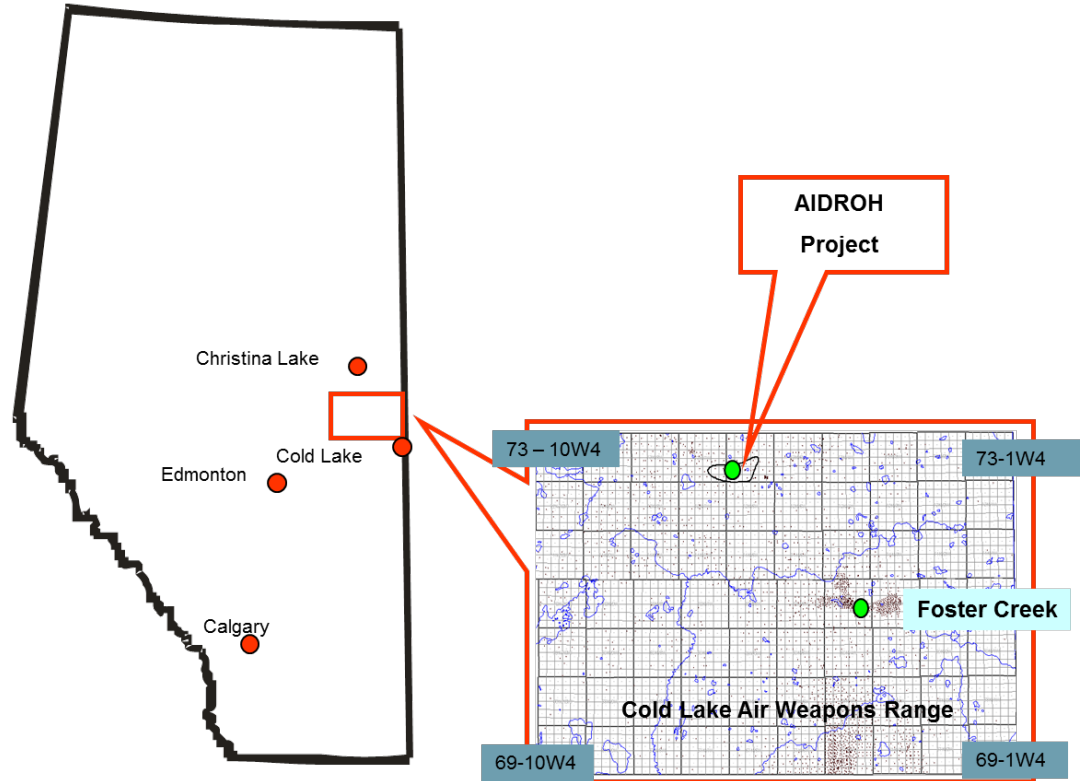 AIDROH
Project
Christina Lake
Cold Lake
Edmonton
Calgary
73 – 10W4
73-1W4
Foster Creek
Cold Lake Air Weapons Range
69-10W4
69-1W4